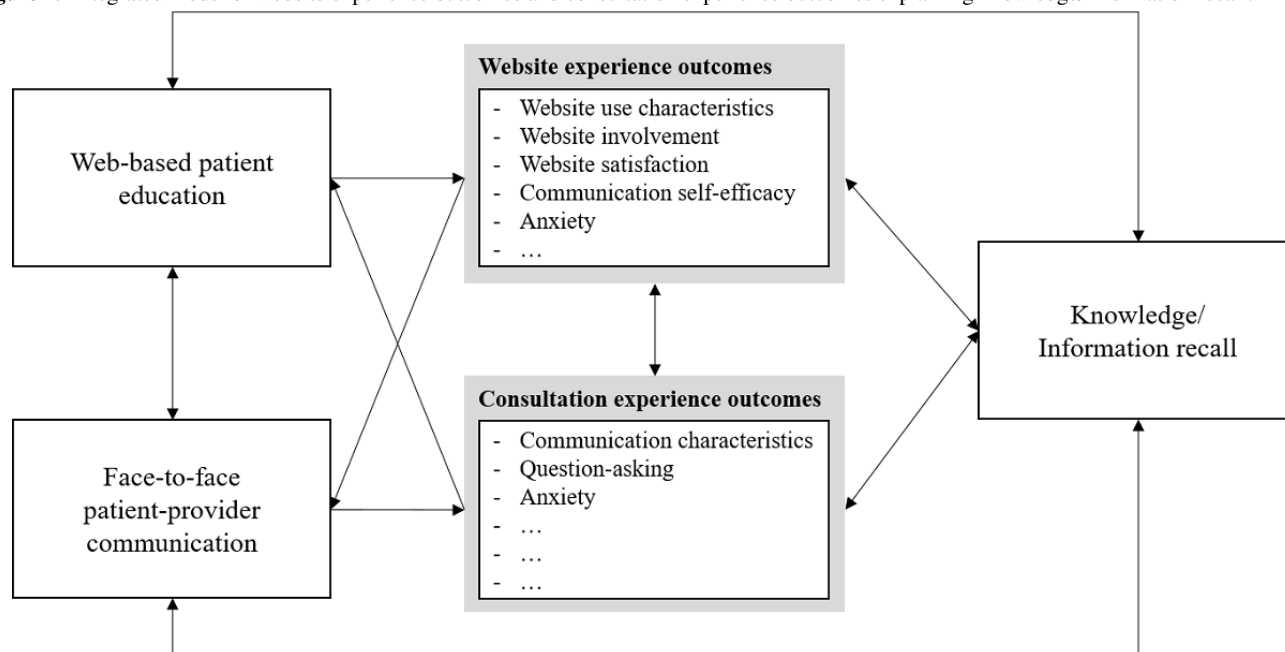 Web-based patient
education
Face-to-face
patient-provider
communication
Website experience outcomes
- Website use characteristics
- Website involvement
- Website satisfaction
- Communication self-efficacy
- Anxiety
- …
Consultation experience outcomes
- Communication characteristics
- Question-asking
- Anxiety
- …
- …
- …
Knowledge/
Information recall